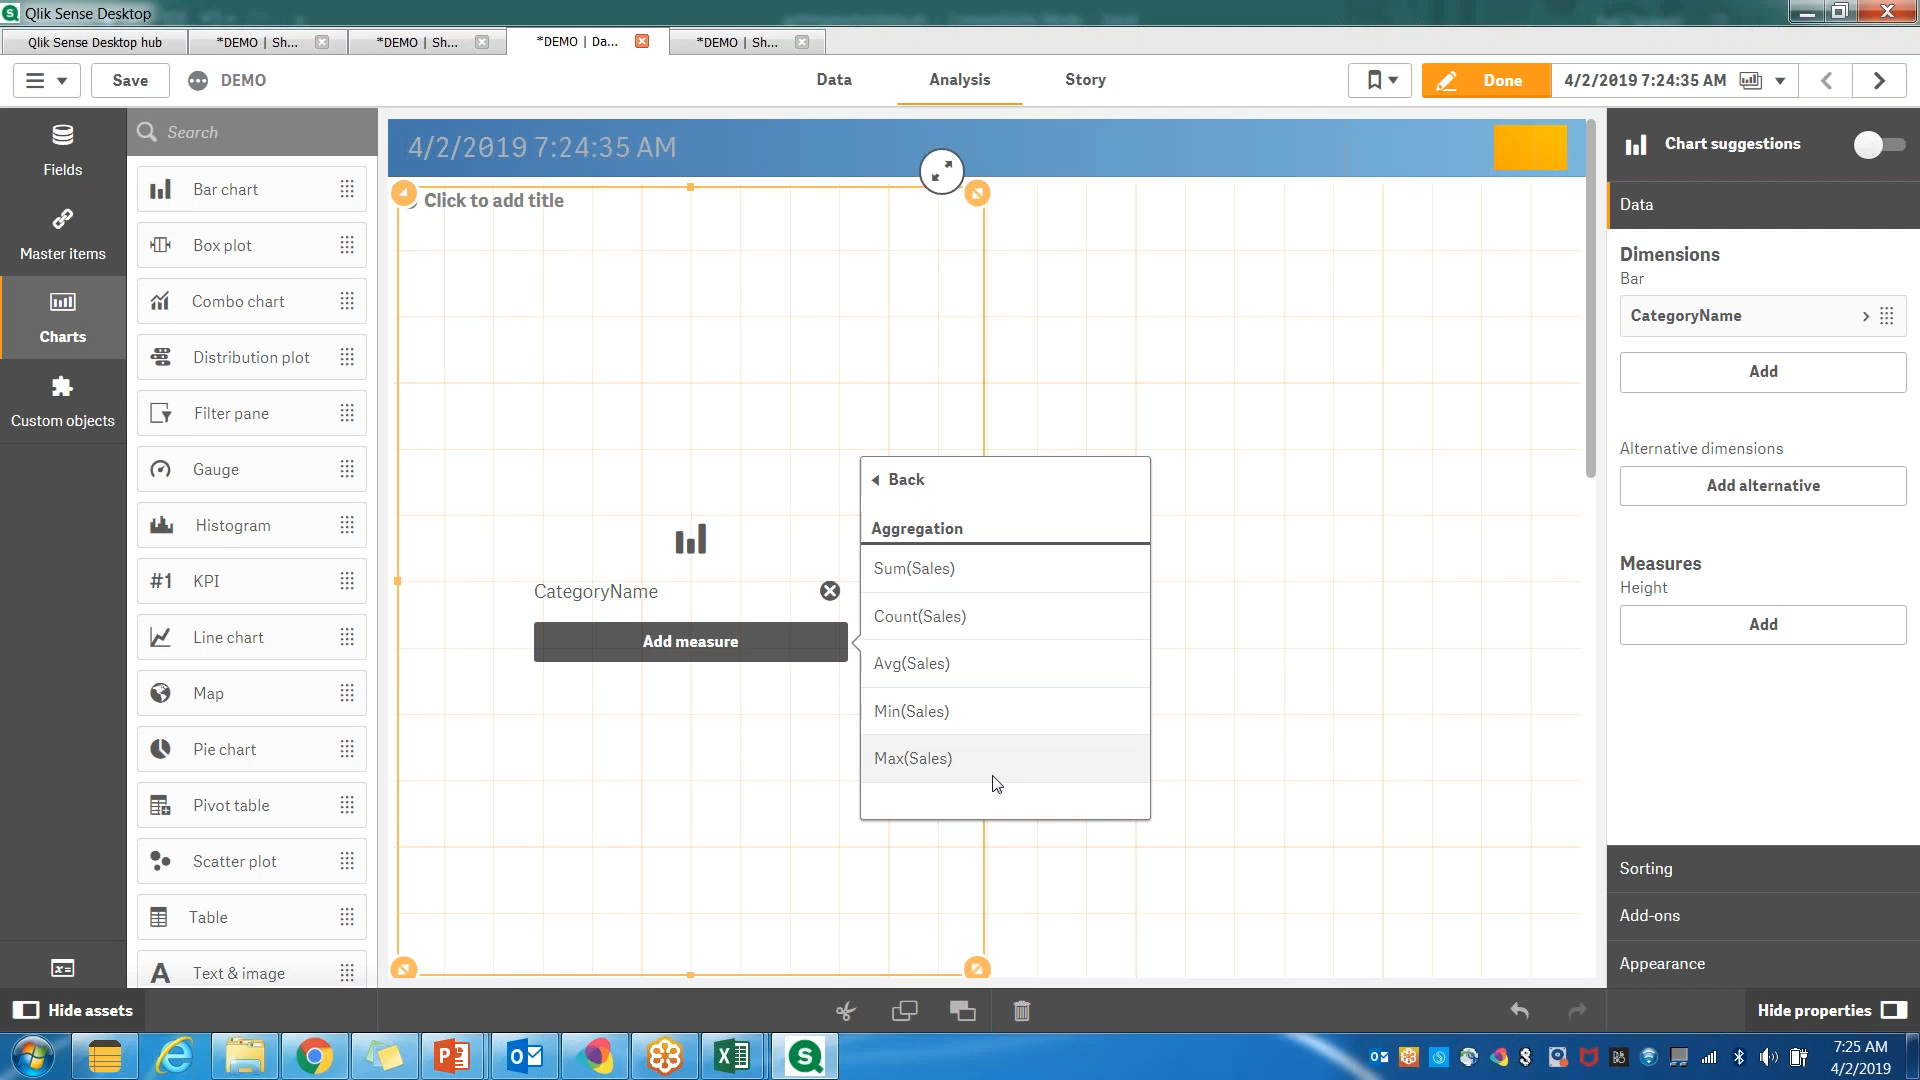 Qlik Sense Desktop
Qlik Sense Desktop hub
*DEMO | Sh...
*DEMO | Sh...
*DEMO | Da...
*DEMO | Sh...
Save
DEMO
Data
Analysis
Story
Done
4/2/2019 7:24:35 AM
Fields
Master items
Charts
Custom objects
Search
Bar chart
Box plot
Combo chart
Distribution plot
Filter pane
Gauge
Histogram
#1 KPI
Line chart
Map
Pie chart
Pivot table
Scatter plot
Table
A Text & image
4/2/2019 7:24:35 AM
Click to add title
CategoryName
Add measure
Back
Aggregation
Sum(Sales)
Count(Sales)
Avg(Sales)
Min(Sales)
Max(Sales)
Chart suggestions
Data
Dimensions
Bar
CategoryName
Add
Alternative dimensions
Add alternative
Measures
Height
Add
Sorting
Add-ons
Appearance
Hide assets
Hide properties
7:25 AM
4/2/2019